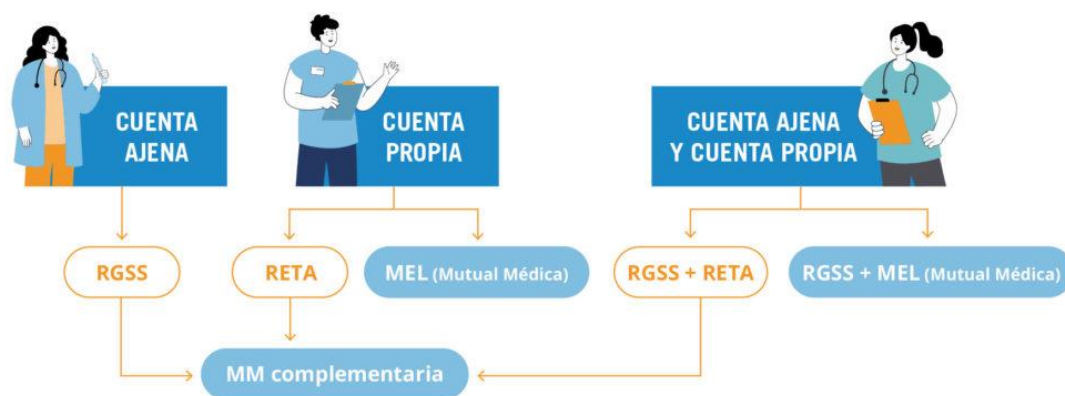 CUENTA
AJENA
CUENTA
PROPIA
CUENTA AJENA
Y CUENTA PROPIA
RGSS
RETA
MEL (Mutual Médica)
RGSS + RETA
RGSS + MEL (Mutual Médica)
MM complementaria